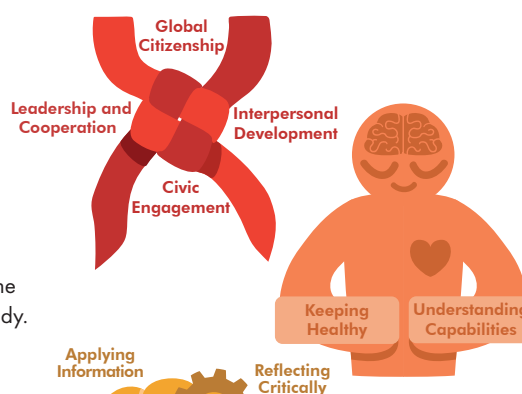 Global
Citizenship
Leadership and
Cooperation
Interpersonal
Development
Civic
Engagement
Keeping
Healthy
Understanding
Capabilities
Applying
Information
Reflecting
Critically